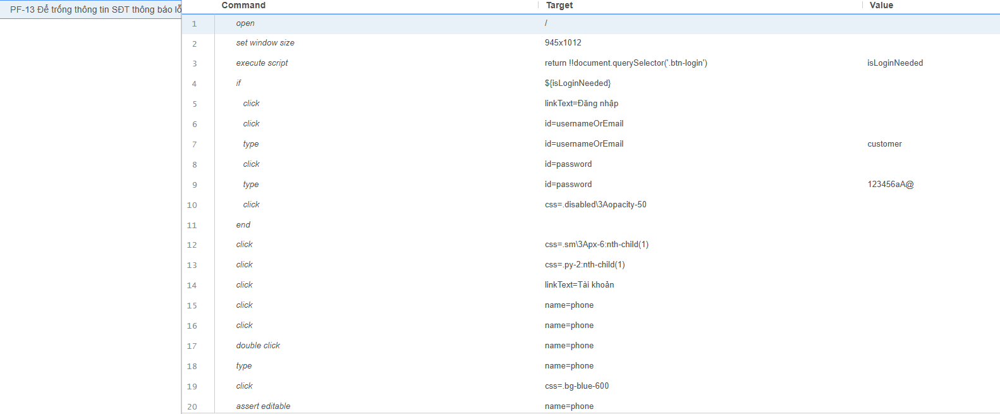 PF-13 Để trống thông tin SĐT thông báo lỗ
Command Target Value
1 open /
2 set window size 945x1012
3 execute script return !!document.querySelector('.btn-login') isLoginNeeded
4 if ${isLoginNeeded}
5 click linkText=Đăng nhập
6 click id=usernameOrEmail
7 type id=usernameOrEmail customer
8 click id=password
9 type id=password 123456aA@
10 click css=.disabled\3Aopacity-50
11 end
12 click css=.sm\3Apx-6:nth-child(1)
13 click css=.py-2:nth-child(1)
14 click linkText=Tài khoản
15 click name=phone
16 click name=phone
17 double click name=phone
18 type name=phone
19 click css=.bg-blue-600
20 assert editable name=phone